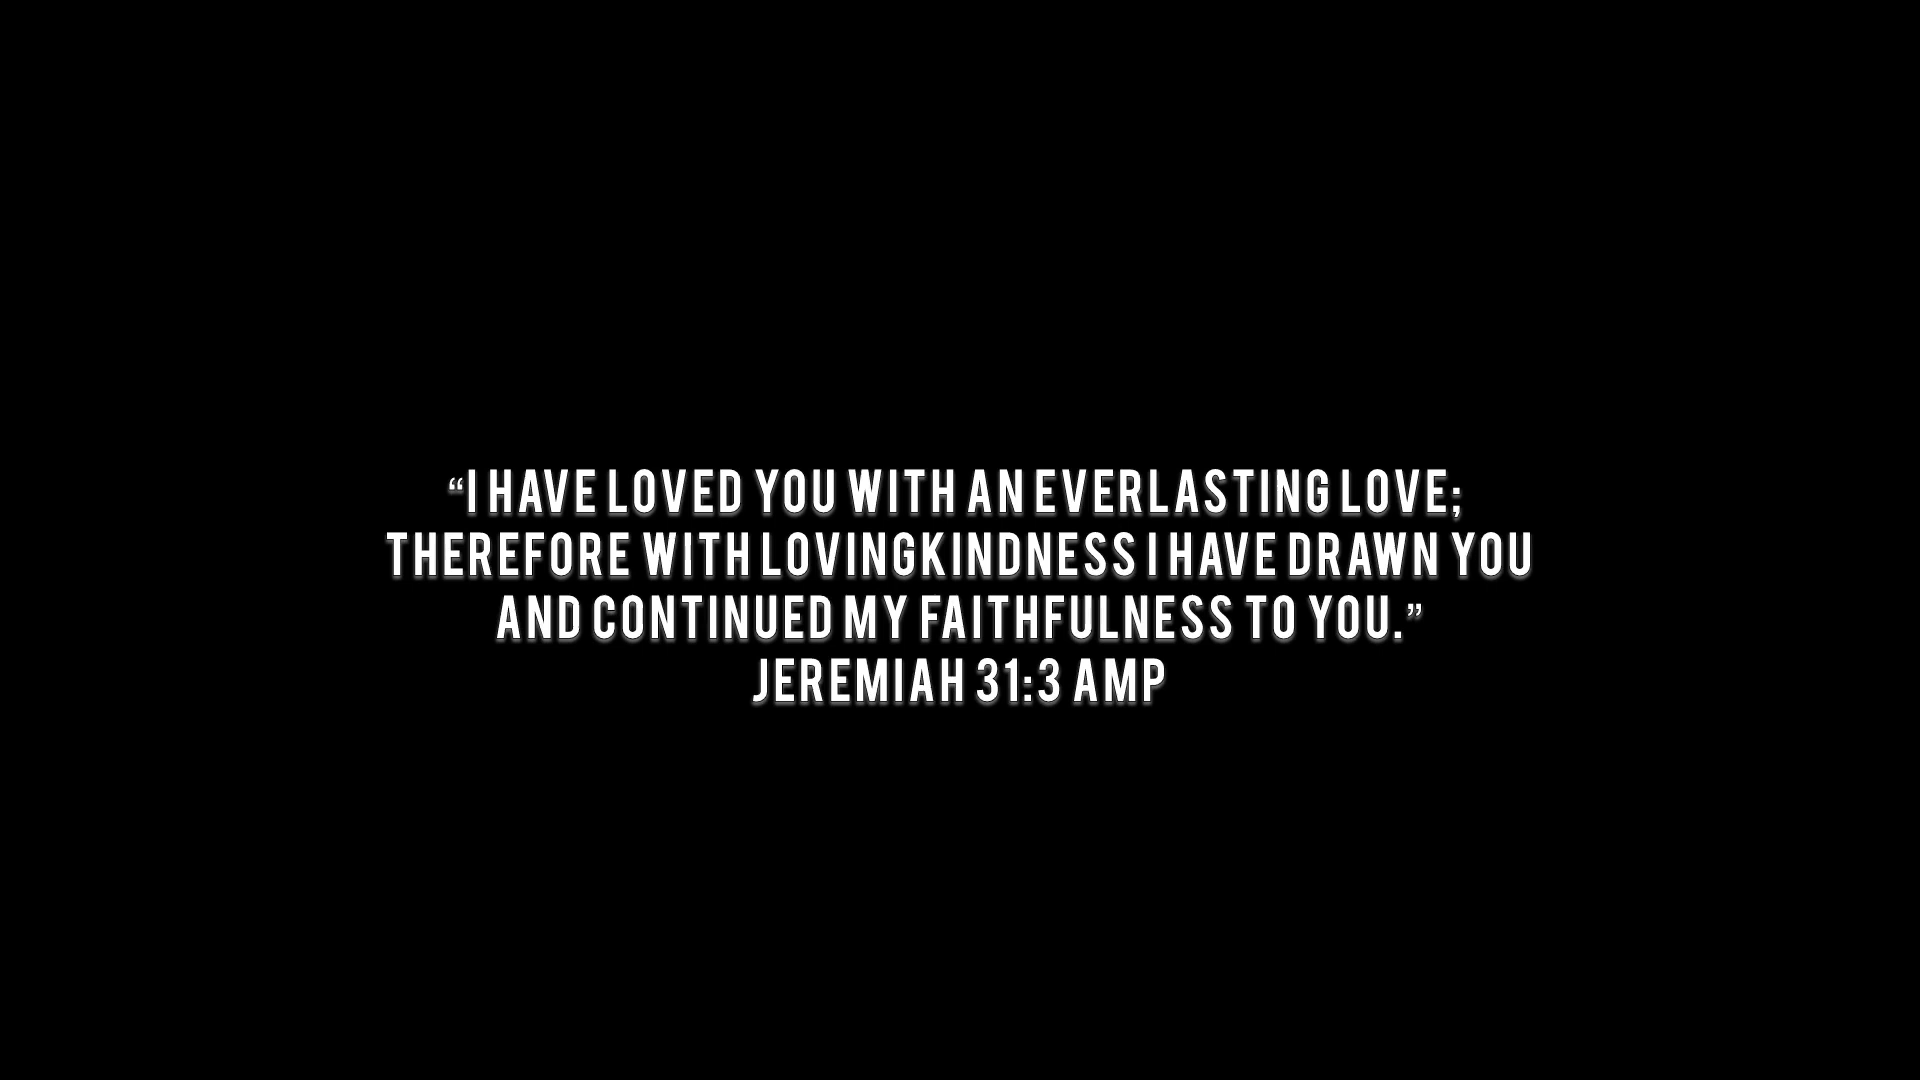 “I HAVE LOVED YOU WITH AN EVERLASTING LOVE;
THEREFORE WITH LOVINGKINDNESS I HAVE DRAWN YOU
AND CONTINUED MY FAITHFULNESS TO YOU.”
JEREMIAH 31:3 AMP